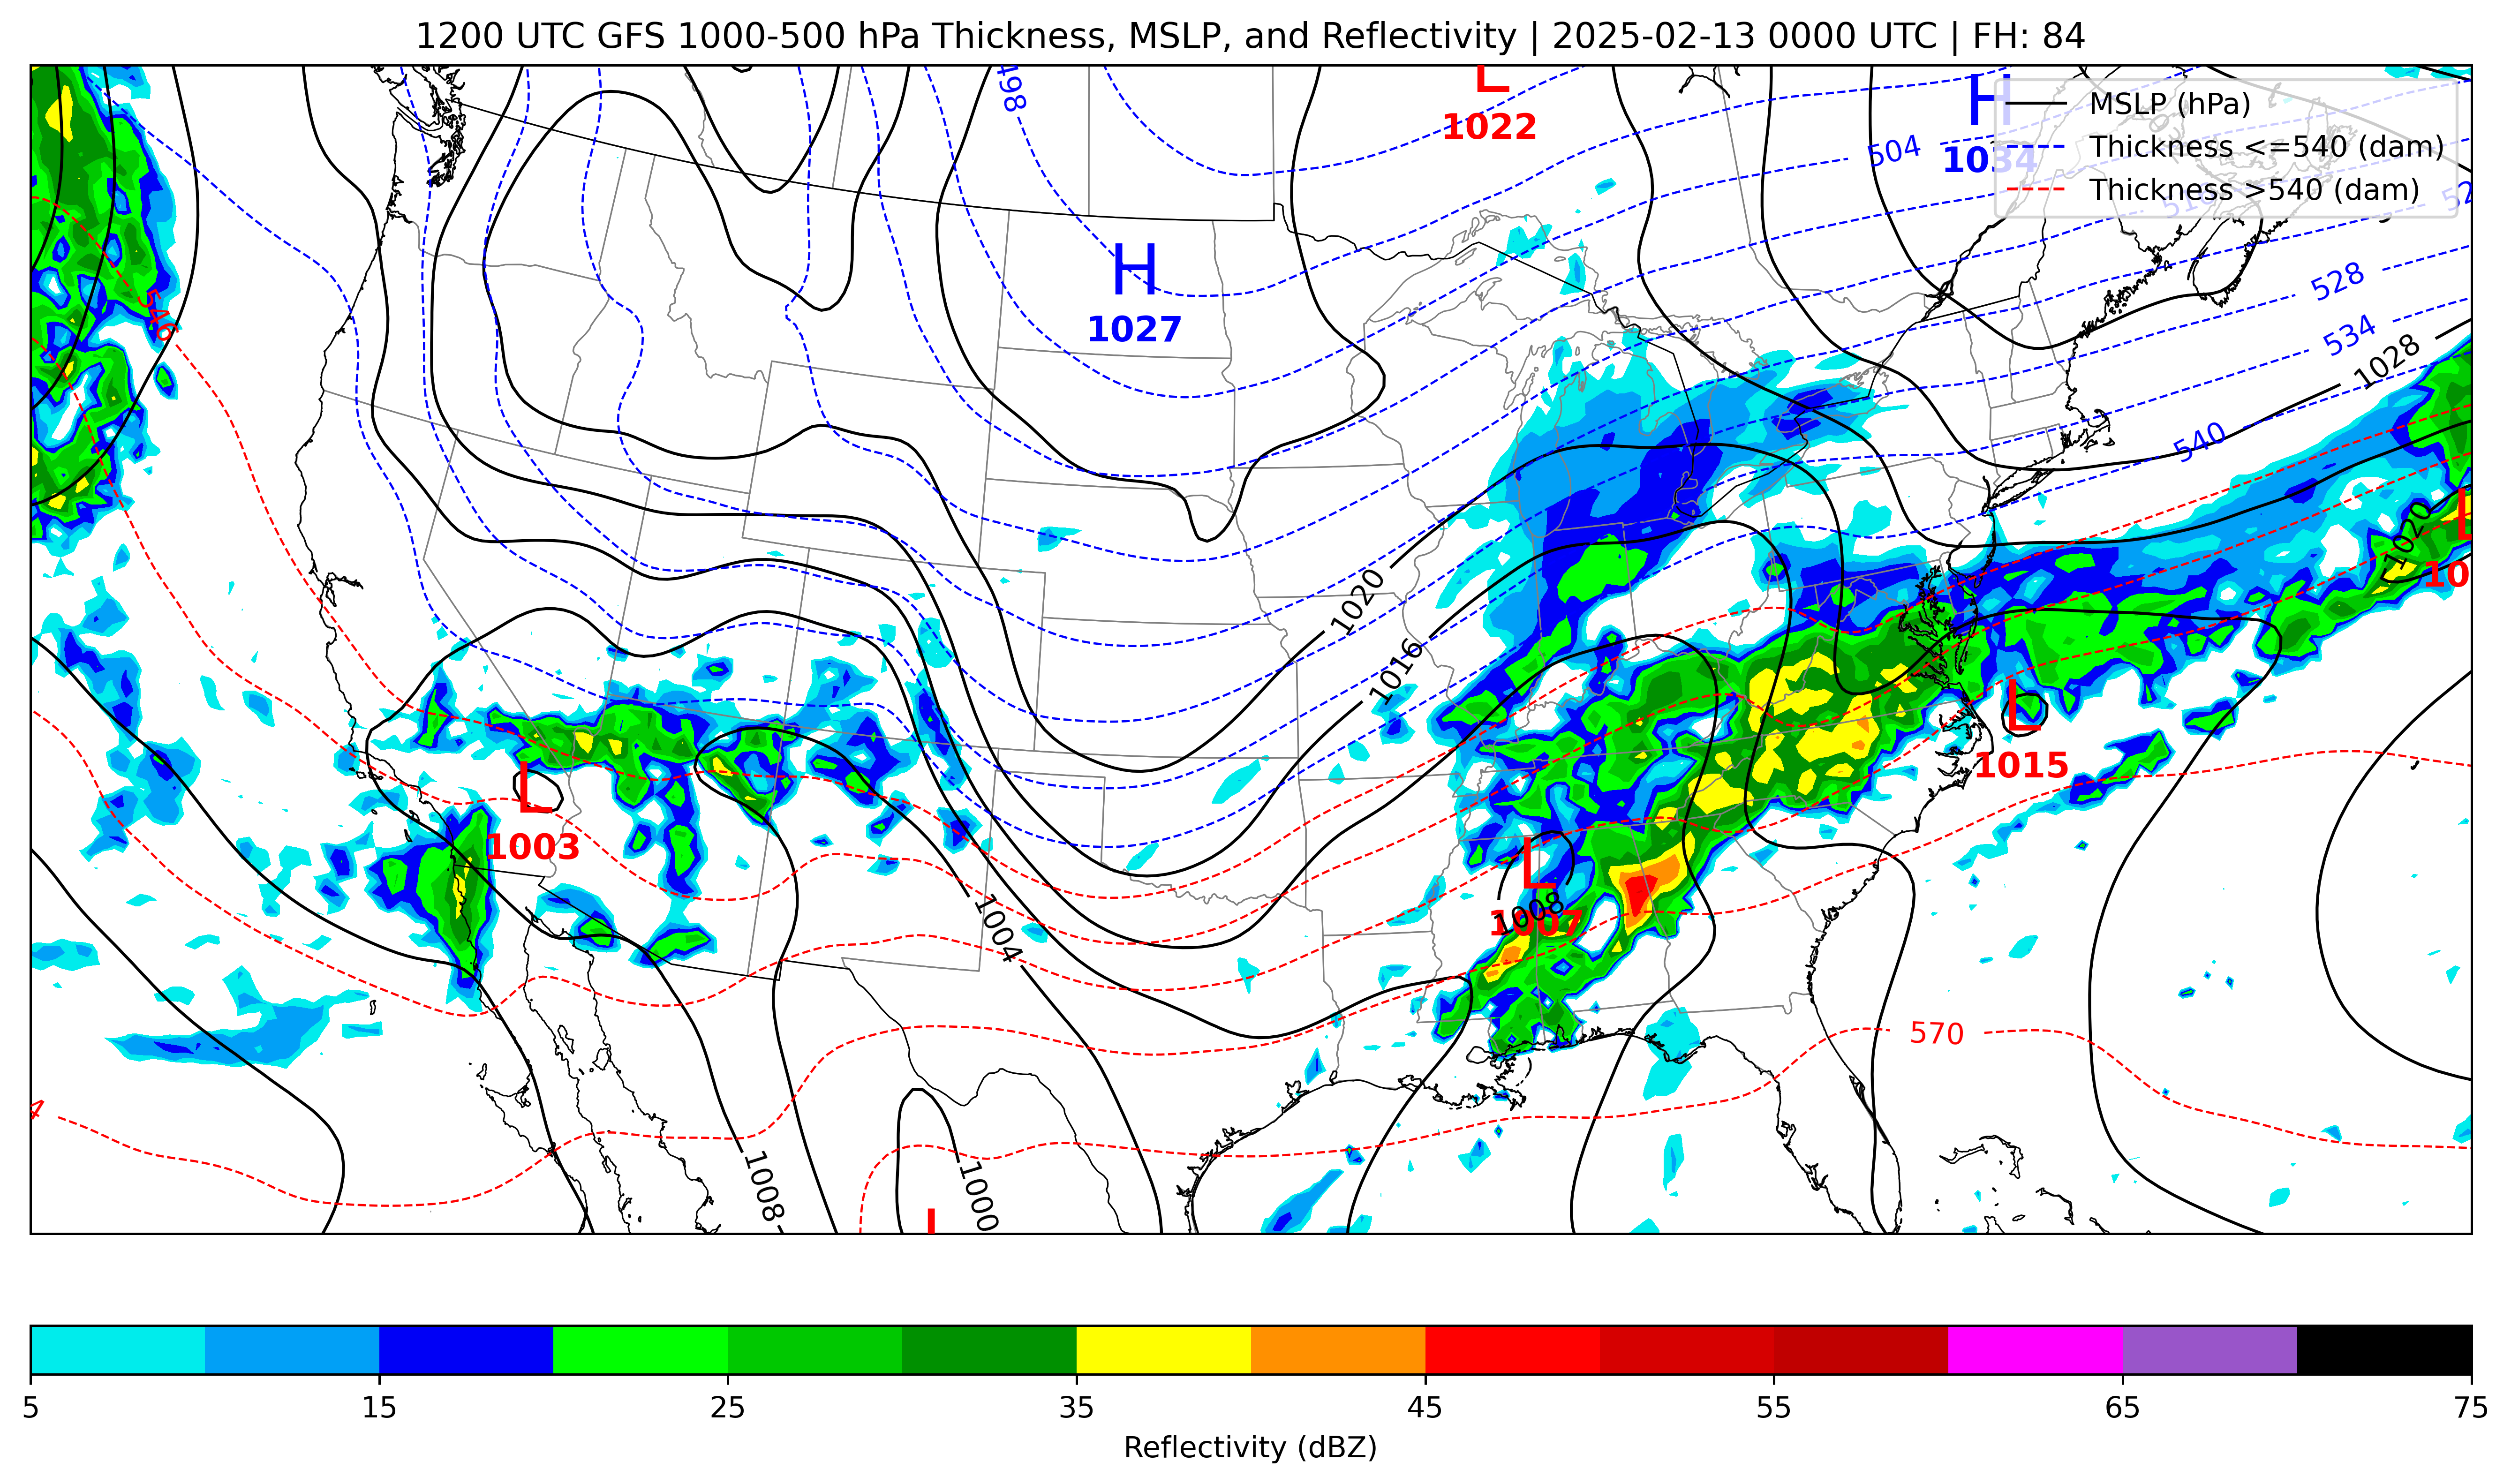 1200 UTC GFS 1000-500 hPa Thickness, MSLP, and Reflectivity | 2025-02-13 0000 UTC | FH: 84
498
L
1022
H
1034
MSLP (hPa)
Thickness <=540 (dam)
Thickness >540 (dam)
504
H
1027
546
528
534
1028
540
1020
L
10
1020
1016
L
1015
L
1003
L
1008
1007
1004
570
4
1008
1000
L
5 15 25 35 45 55 65 75
Reflectivity (dBZ)